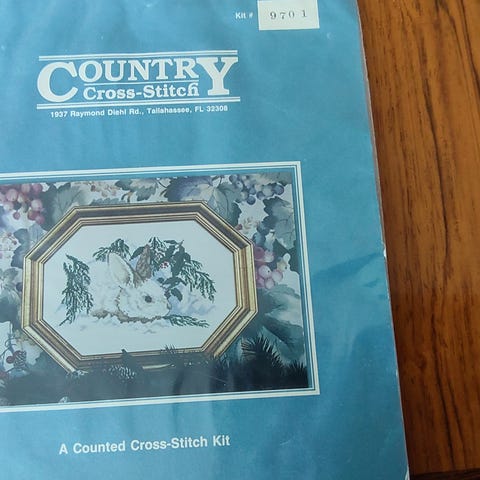 Kit # 9701
COUNTRY
Cross-Stitch
1937 Raymond Diehl Rd., Tallahassee, FL 32308
A Counted Cross-Stitch Kit